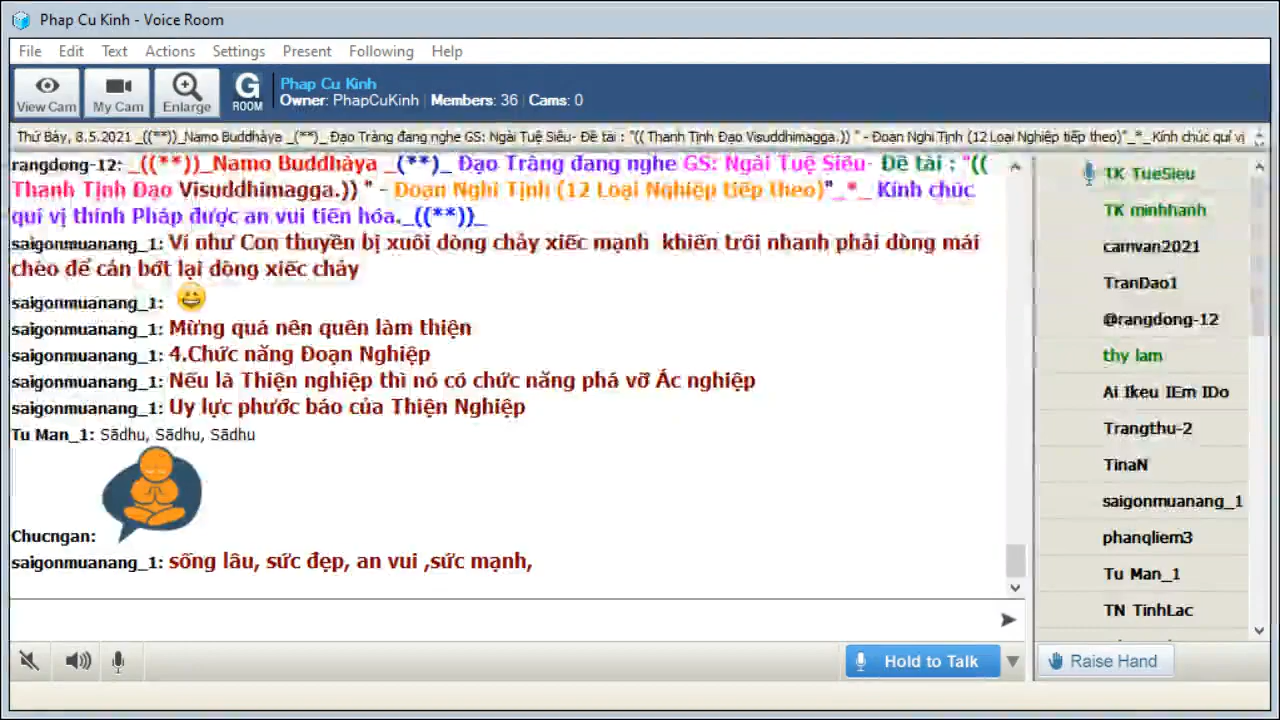 Phap Cu Kinh - Voice Room
File Edit Text Actions Settings Present Following Help
View Cam My Cam Enlarge G ROOM
Phap Cu Kinh
Owner: PhapCuKinh Members: 36 Cams: 0
Thứ Bảy, 8.5.2021 _((**))_Namo Buddhàya _(**)_ Đạo Tràng đang nghe GS: Ngài Tuệ Siêu- Đề tài : "(( Thanh Tịnh Đạo Visuddhimagga.)) " - Đoạn Nghi Tịnh (12 Loại Nghiệp tiếp theo)"_*_ Kính chúc quí vị
rangdong-12: _((**))_Namo Buddhàya _(**)_ Đạo Tràng đang nghe GS: Ngài Tuệ Siêu- Đề tài : "((
Thanh Tịnh Đạo Visuddhimagga.)) " - Đoạn Nghi Tịnh (12 Loại Nghiệp tiếp theo)"_*_ Kính chúc
quí vị thính Pháp được an vui tiến hóa._((**))_
saigonmuanang_1: Ví như Con thuyền bị xuôi dòng chảy xiếc mạnh khiến trôi nhanh phải dùng mái
chèo để cản bớt lại dòng xiếc chảy
saigonmuanang_1:
saigonmuanang_1: Mừng quá nên quên làm thiện
saigonmuanang_1: 4.Chức năng Đoạn Nghiệp
saigonmuanang_1: Nếu là Thiện nghiệp thì nó có chức năng phá vỡ Ác nghiệp
saigonmuanang_1: Uy lực phước báo của Thiện Nghiệp
Tu Man_1: Sādhu, Sādhu, Sādhu
Chucngan:
saigonmuanang_1: sống lâu, sức đẹp, an vui ,sức mạnh,
TK TueSieu
TK minhhanh
camvan2021
TranDao1
@rangdong-12
thy lam
Ai Ikeu IEm IDo
Trangthu-2
TinaN
saigonmuanang_1
phanqliem3
Tu Man_1
TN TinhLac
Hold to Talk
Raise Hand